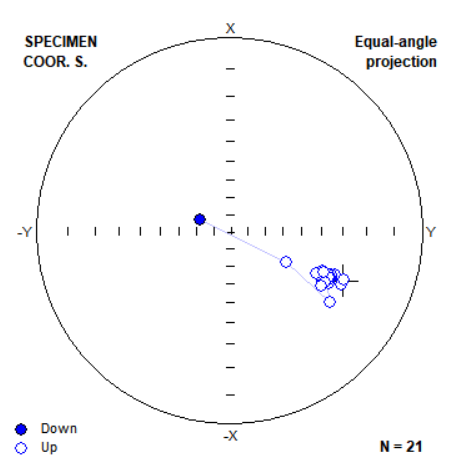 X
SPECIMEN
COOR. S.
Equal-angle
projection
-Y
Y
-X
Down
Up
N = 21